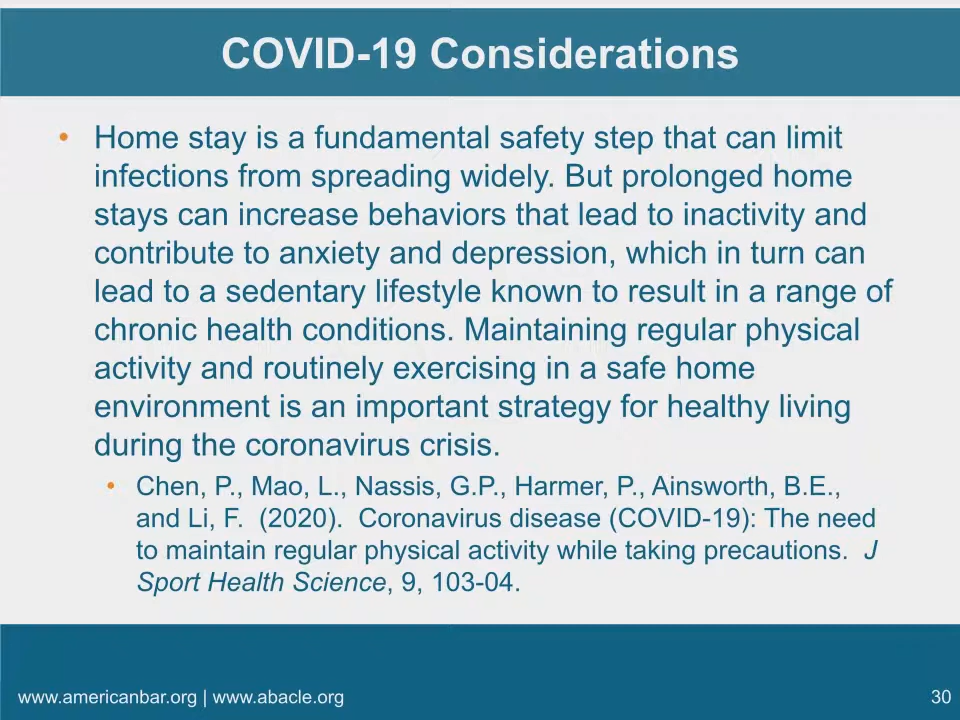 COVID-19 Considerations
• Home stay is a fundamental safety step that can limit
infections from spreading widely. But prolonged home
stays can increase behaviors that lead to inactivity and
contribute to anxiety and depression, which in turn can
lead to a sedentary lifestyle known to result in a range of
chronic health conditions. Maintaining regular physical
activity and routinely exercising in a safe home
environment is an important strategy for healthy living
during the coronavirus crisis.
• Chen, P., Mao, L., Nassis, G.P., Harmer, P., Ainsworth, B.E.,
and Li, F.  (2020).  Coronavirus disease (COVID-19): The need
to maintain regular physical activity while taking precautions.  J
Sport Health Science, 9, 103-04.
www.americanbar.org | www.abacle.org
30